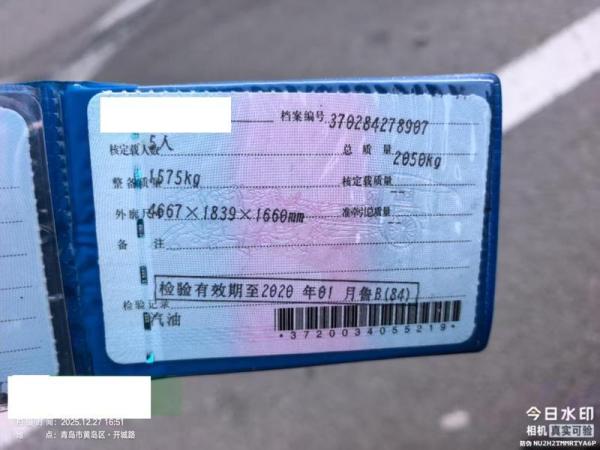 档案编号 370284278907
核定载人数 5人 总质量 2050kg
整备质量 1575kg 核定载质量 --
外廓尺寸 4667×1839×1660mm 准牵引总质量 --
备注
检验有效期至2020年01月鲁B(84)
检验记录
汽油
*3720034055219*
时间：2025.12.27 16:51
地点：青岛市黄岛区·开城路
今日水印
相机 真实可验
防伪 NU2H2TMMRTYA6P